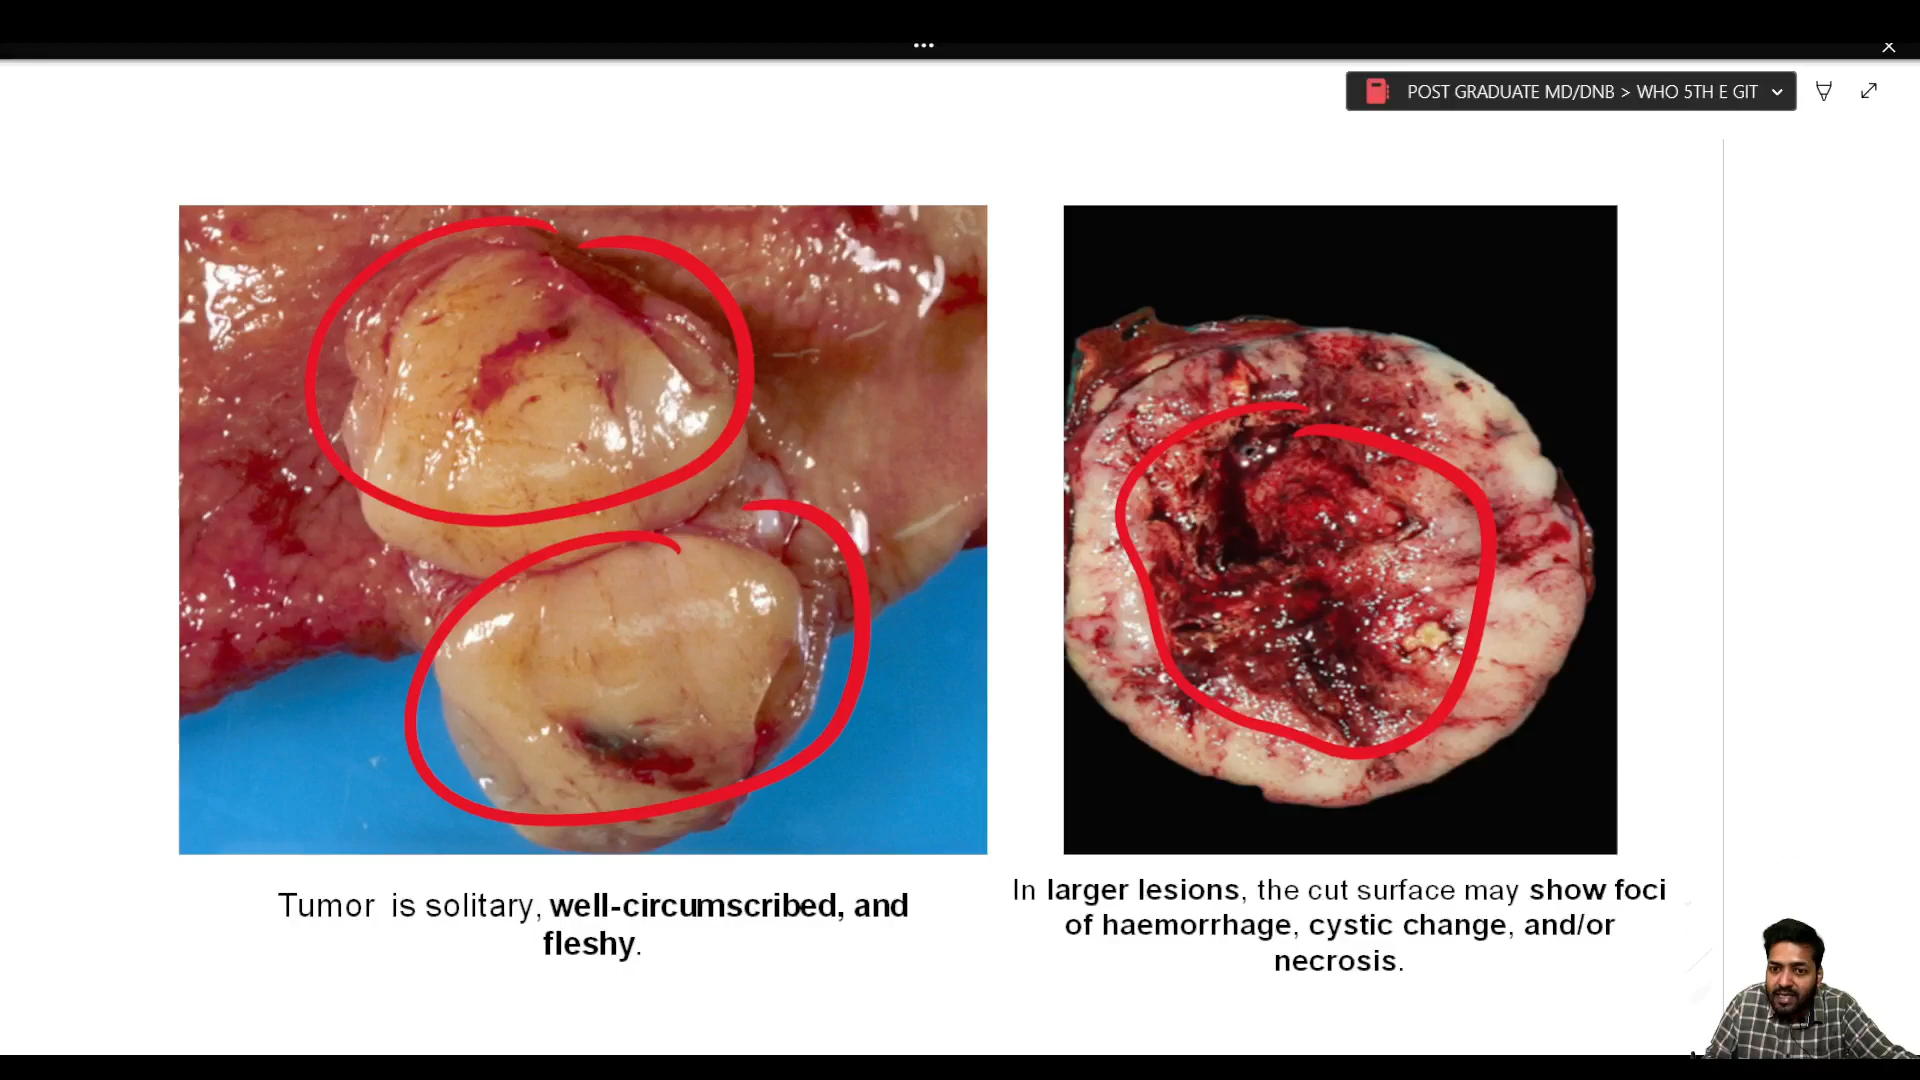 POST GRADUATE MD/DNB > WHO 5TH E GIT
Tumor is solitary, well-circumscribed, and
fleshy.
In larger lesions, the cut surface may show foci
of haemorrhage, cystic change, and/or
necrosis.